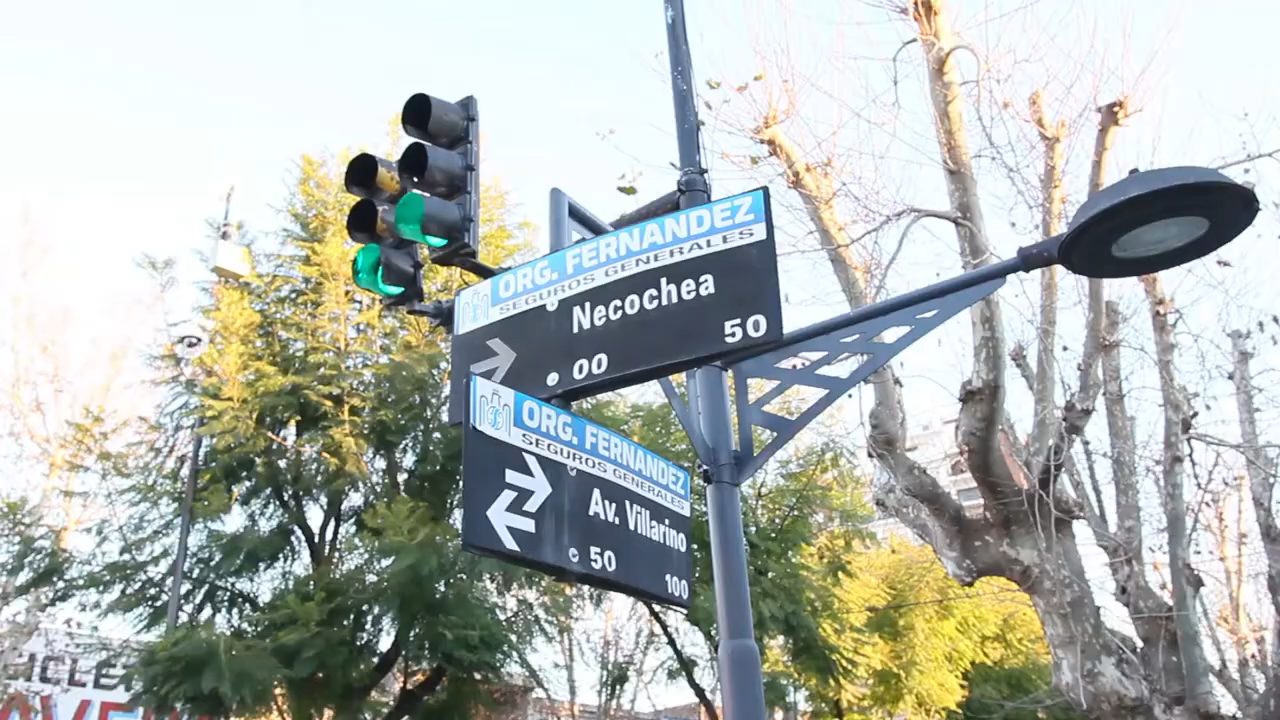 ORG. FERNANDEZ
SEGUROS GENERALES
Necochea
00 50
ORG. FERNANDEZ
SEGUROS GENERALES
Av. Villarino
50 100